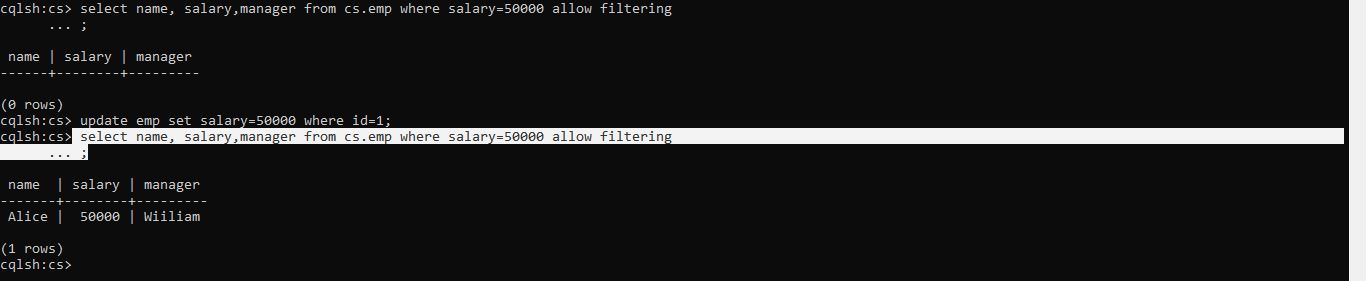 cqlsh:cs> select name, salary,manager from cs.emp where salary=50000 allow filtering
      ... ;
 name | salary | manager
------+--------+---------
(0 rows)
cqlsh:cs> update emp set salary=50000 where id=1;
cqlsh:cs> select name, salary,manager from cs.emp where salary=50000 allow filtering
      ... ;
 name  | salary | manager
-------+--------+---------
 Alice |  50000 | Wiiliam
(1 rows)
cqlsh:cs>